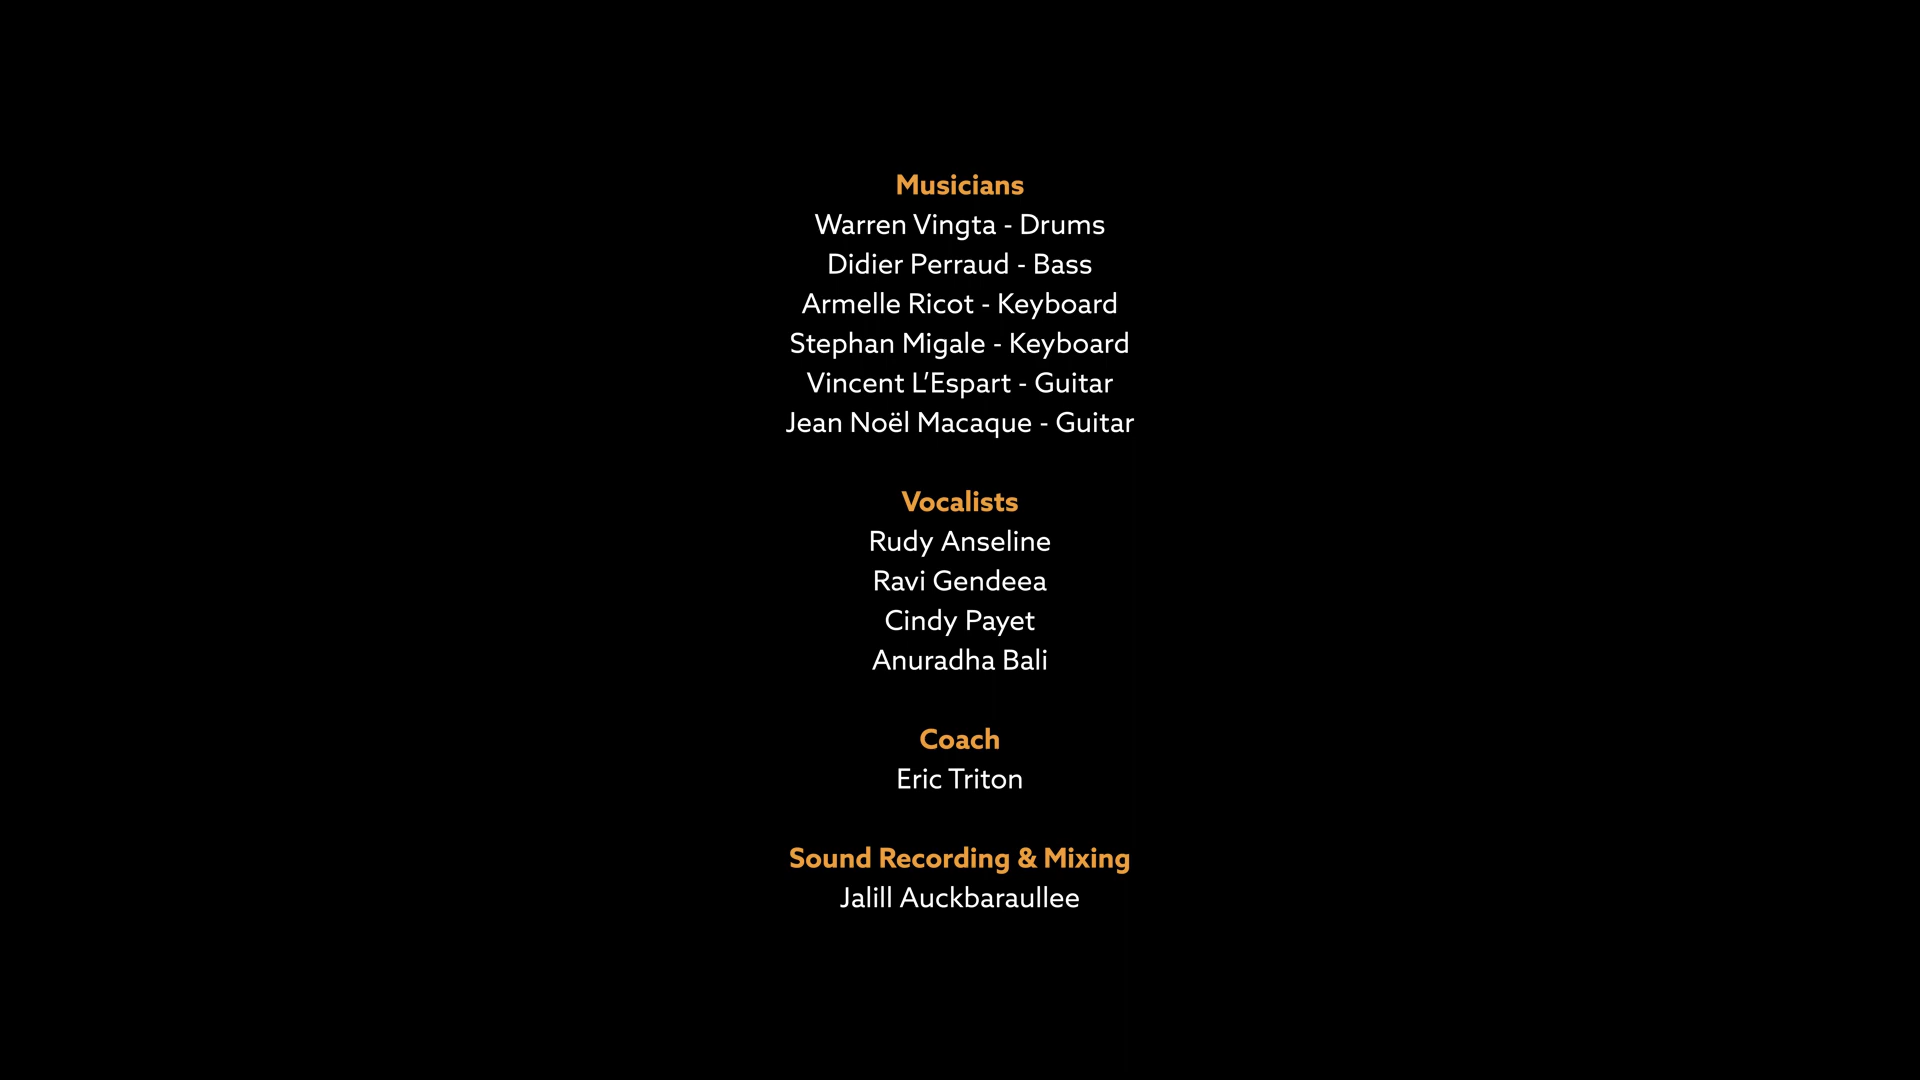 Musicians
Warren Vingta - Drums
Didier Perraud - Bass
Armelle Ricot - Keyboard
Stephan Migale - Keyboard
Vincent L’Espart - Guitar
Jean Noël Macaque - Guitar
Vocalists
Rudy Anseline
Ravi Gendeea
Cindy Payet
Anuradha Bali
Coach
Eric Triton
Sound Recording & Mixing
Jalill Auckbaraullee